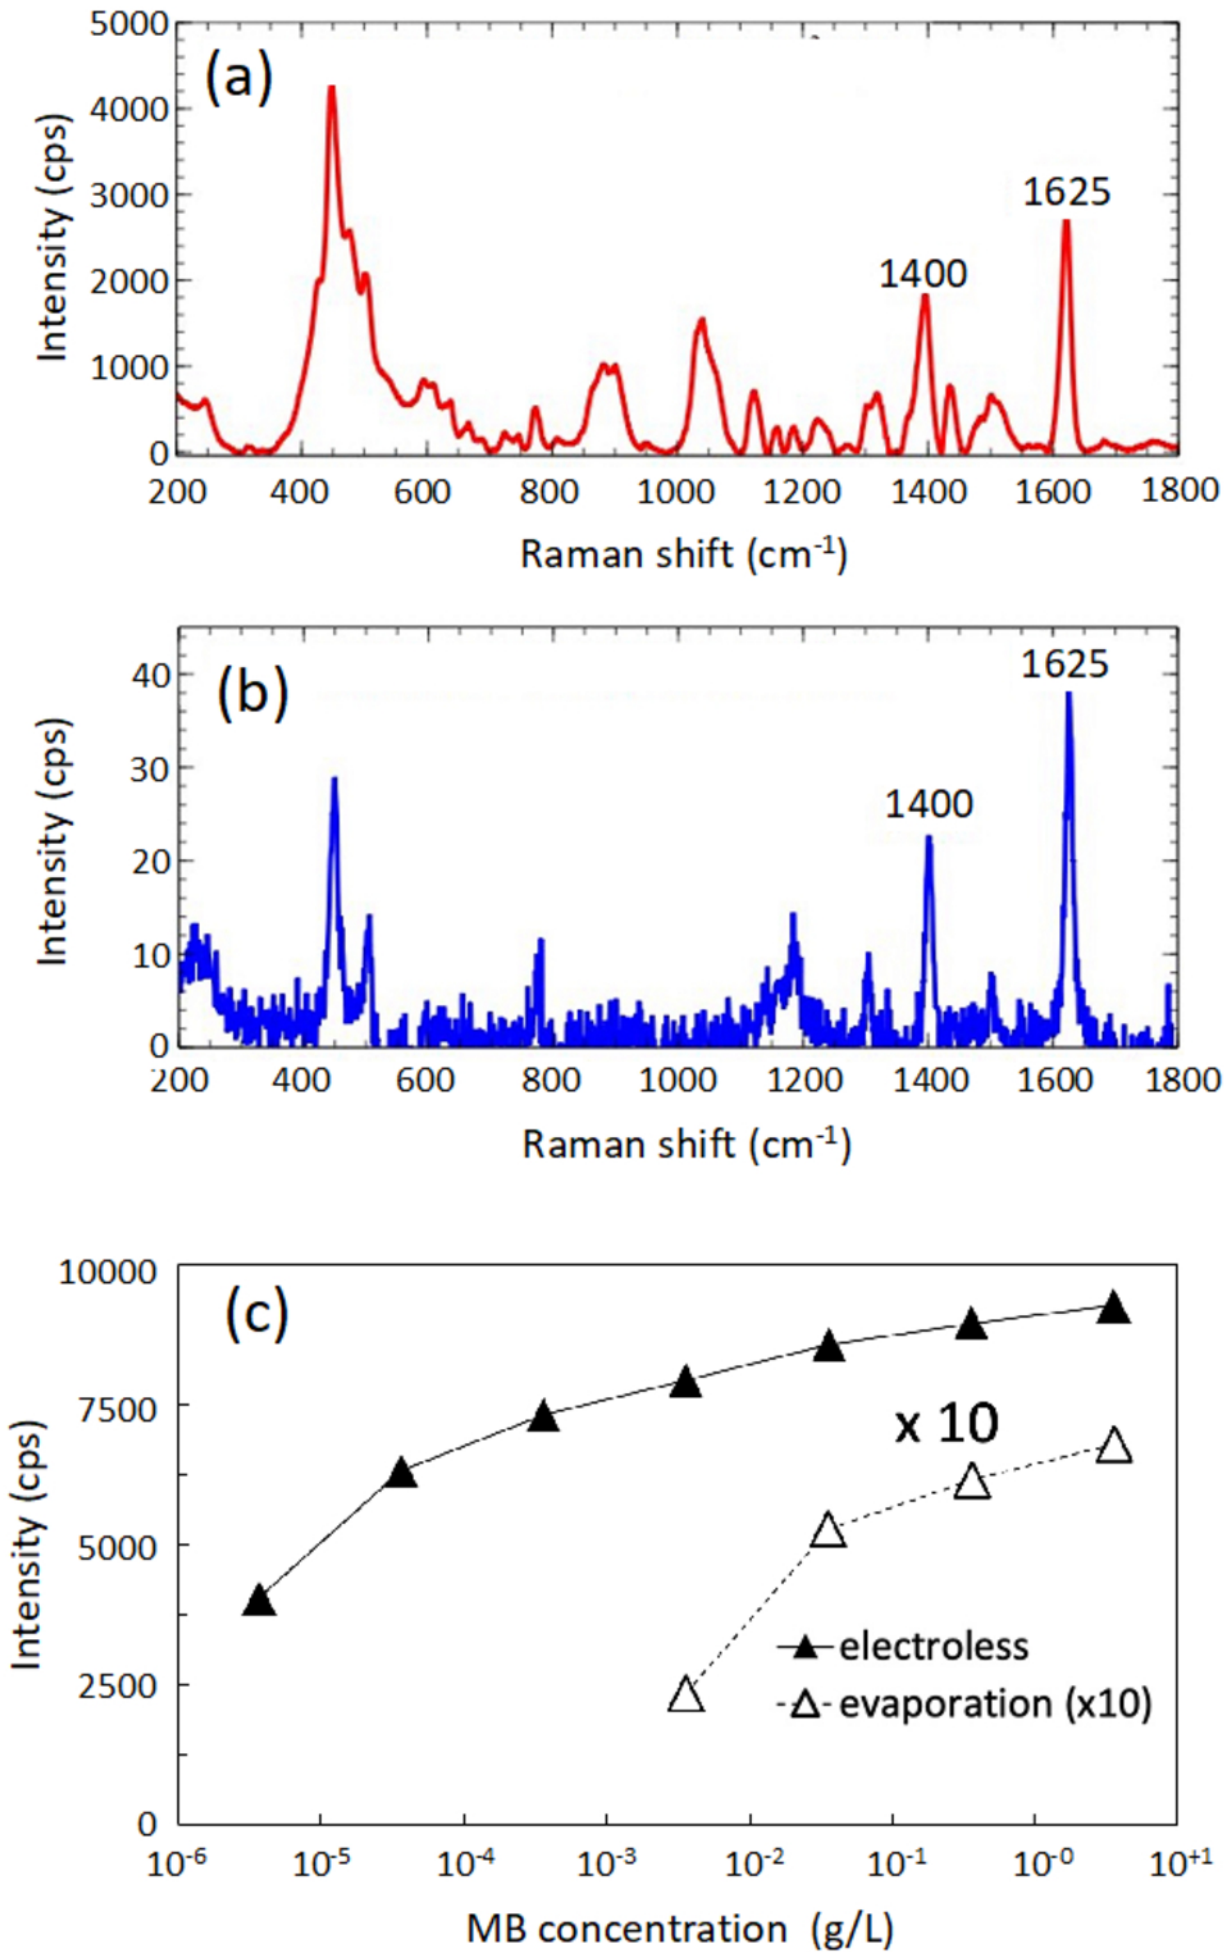 (a)
5000
4000
3000
2000
1000
0
Intensity (cps)
1400
1625
200 400 600 800 1000 1200 1400 1600 1800
Raman shift (cm-1)
(b)
40
30
20
10
0
Intensity (cps)
1400
1625
200 400 600 800 1000 1200 1400 1600 1800
Raman shift (cm-1)
(c)
10000
7500
5000
2500
0
Intensity (cps)
x 10
electroless
evaporation (x10)
10-6 10-5 10-4 10-3 10-2 10-1 10-0 10+1
MB concentration (g/L)